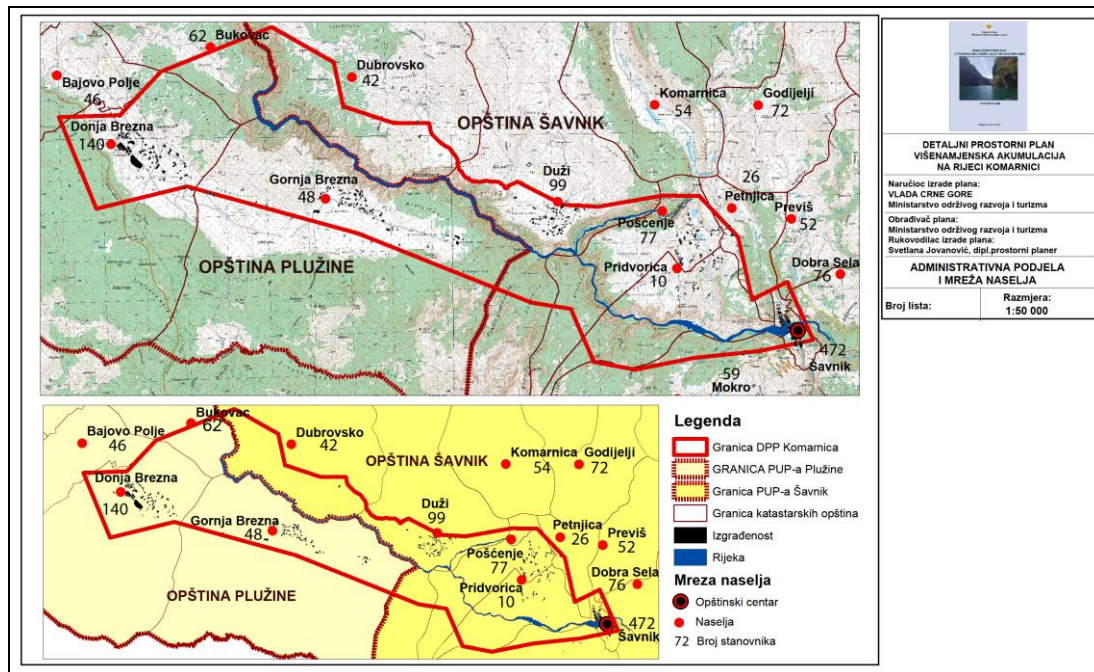 Bukovac
62
Bajovo Polje
46
Dubrovsko
42
Donja Brezna
140
Komarnica
54
Godijelji
72
OPŠTINA ŠAVNIK
Gornja Brezna
48
Duži
99
Pošćenje
77
26
Petnjica
Previš
52
Pridvorica
10
Dobra Sela
76
OPŠTINA PLUŽINE
472
Šavnik
59
Mokro
Bukovac
62
Bajovo Polje
46
Dubrovsko
42
OPŠTINA ŠAVNIK
Komarnica
54
Godijelji
72
Donja Brezna
140
Gornja Brezna
48
Duži
99
Pošćenje
77
Petnjica
26
Previš
52
Pridvorica
10
Dobra Sela
76
OPŠTINA PLUŽINE
472
Šavnik
Legenda
Granica DPP Komarnica
GRANICA PUP-a Plužine
Granica PUP-a Šavnik
Granica katastarskih opština
Izgrađenost
Rijeka
Mreza naselja
Opštinski centar
Naselja
72 Broj stanovnika
DETALJNI PROSTORNI PLAN
VIŠENAMJENSKA AKUMULACIJA
NA RIJECI KOMARNICI
Naručioc izrade plana:
VLADA CRNE GORE
Ministarstvo održivog razvoja i turizma
Obrađivač plana:
Ministarstvo održivog razvoja i turizma
Rukovodilac izrade plana:
Svetlana Jovanović, dipl.prostorni planer
ADMINISTRATIVNA PODJELA
I MREŽA NASELJA
Broj lista:
Razmjera:
1:50 000